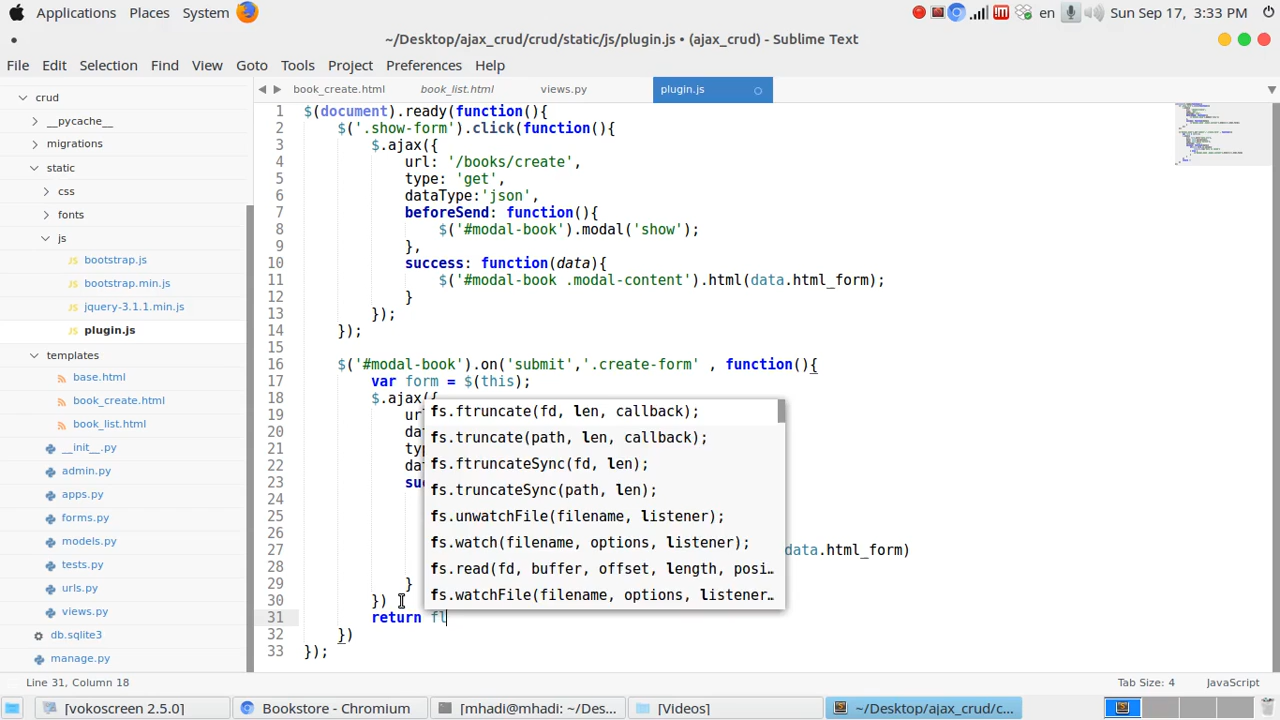 Applications Places System en Sun Sep 17, 3:33 PM
~/Desktop/ajax_crud/crud/static/js/plugin.js • (ajax_crud) - Sublime Text
File Edit Selection Find View Goto Tools Project Preferences Help
book_create.html book_list.html views.py plugin.js
crud
__pycache__
migrations
static
css
fonts
js
bootstrap.js
bootstrap.min.js
jquery-3.1.1.min.js
plugin.js
templates
base.html
book_create.html
book_list.html
__init__.py
admin.py
apps.py
forms.py
models.py
tests.py
urls.py
views.py
db.sqlite3
manage.py
1 $(document).ready(function(){
2 $('.show-form').click(function(){
3 $.ajax({
4 url: '/books/create',
5 type: 'get',
6 dataType:'json',
7 beforeSend: function(){
8 $('#modal-book').modal('show');
9 },
10 success: function(data){
11 $('#modal-book .modal-content').html(data.html_form);
12 }
13 });
14 });
15
16 $('#modal-book').on('submit','.create-form' , function(){
17 var form = $(this);
18 $.ajax({
19 ur
20 da
21 typ
22 da
23 su
24
25
26
27 data.html_form)
28
29 }
30 })
31 return fl
32 })
33 });
fs.ftruncate(fd, len, callback);
fs.truncate(path, len, callback);
fs.ftruncateSync(fd, len);
fs.truncateSync(path, len);
fs.unwatchFile(filename, listener);
fs.watch(filename, options, listener);
fs.read(fd, buffer, offset, length, posi…
fs.watchFile(filename, options, listener…
Line 31, Column 18 Tab Size: 4 JavaScript
[vokoscreen 2.5.0] Bookstore - Chromium [mhadi@mhadi:~/Des... [Videos] ~/Desktop/ajax_crud/c...